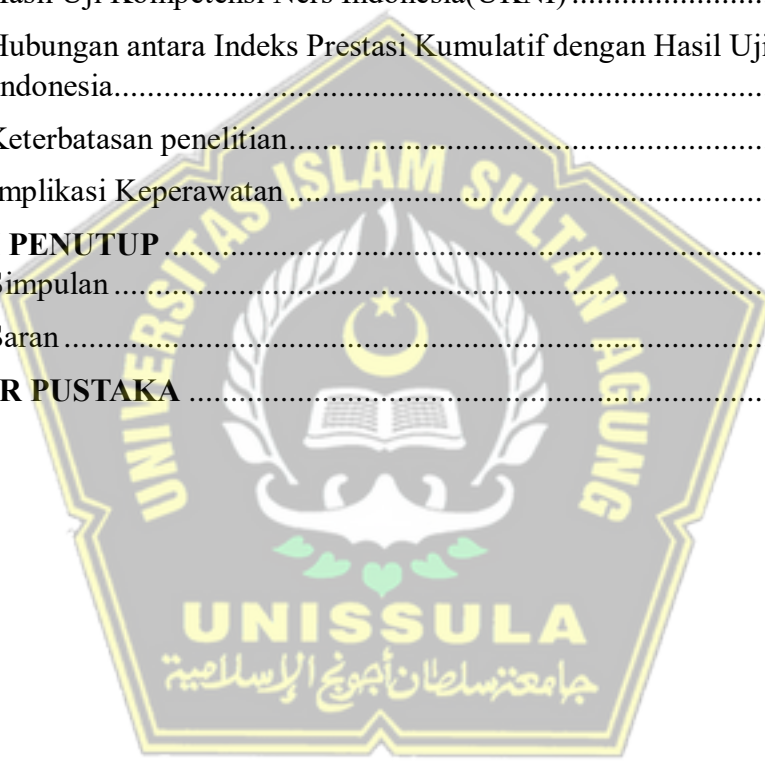 Hasil Uji Kompetensi Ners Indonesia(UKNI)
Hubungan antara Indeks Prestasi Kumulatif dengan Hasil Uji
Indonesia
Keterbatasan penelitian
Implikasi Keperawatan
PENUTUP
Simpulan
Saran
R PUSTAKA
UNIVERSITAS ISLAM SULTAN AGUNG
UNISSULA
جامعة سلطان أجونج الإسلامية